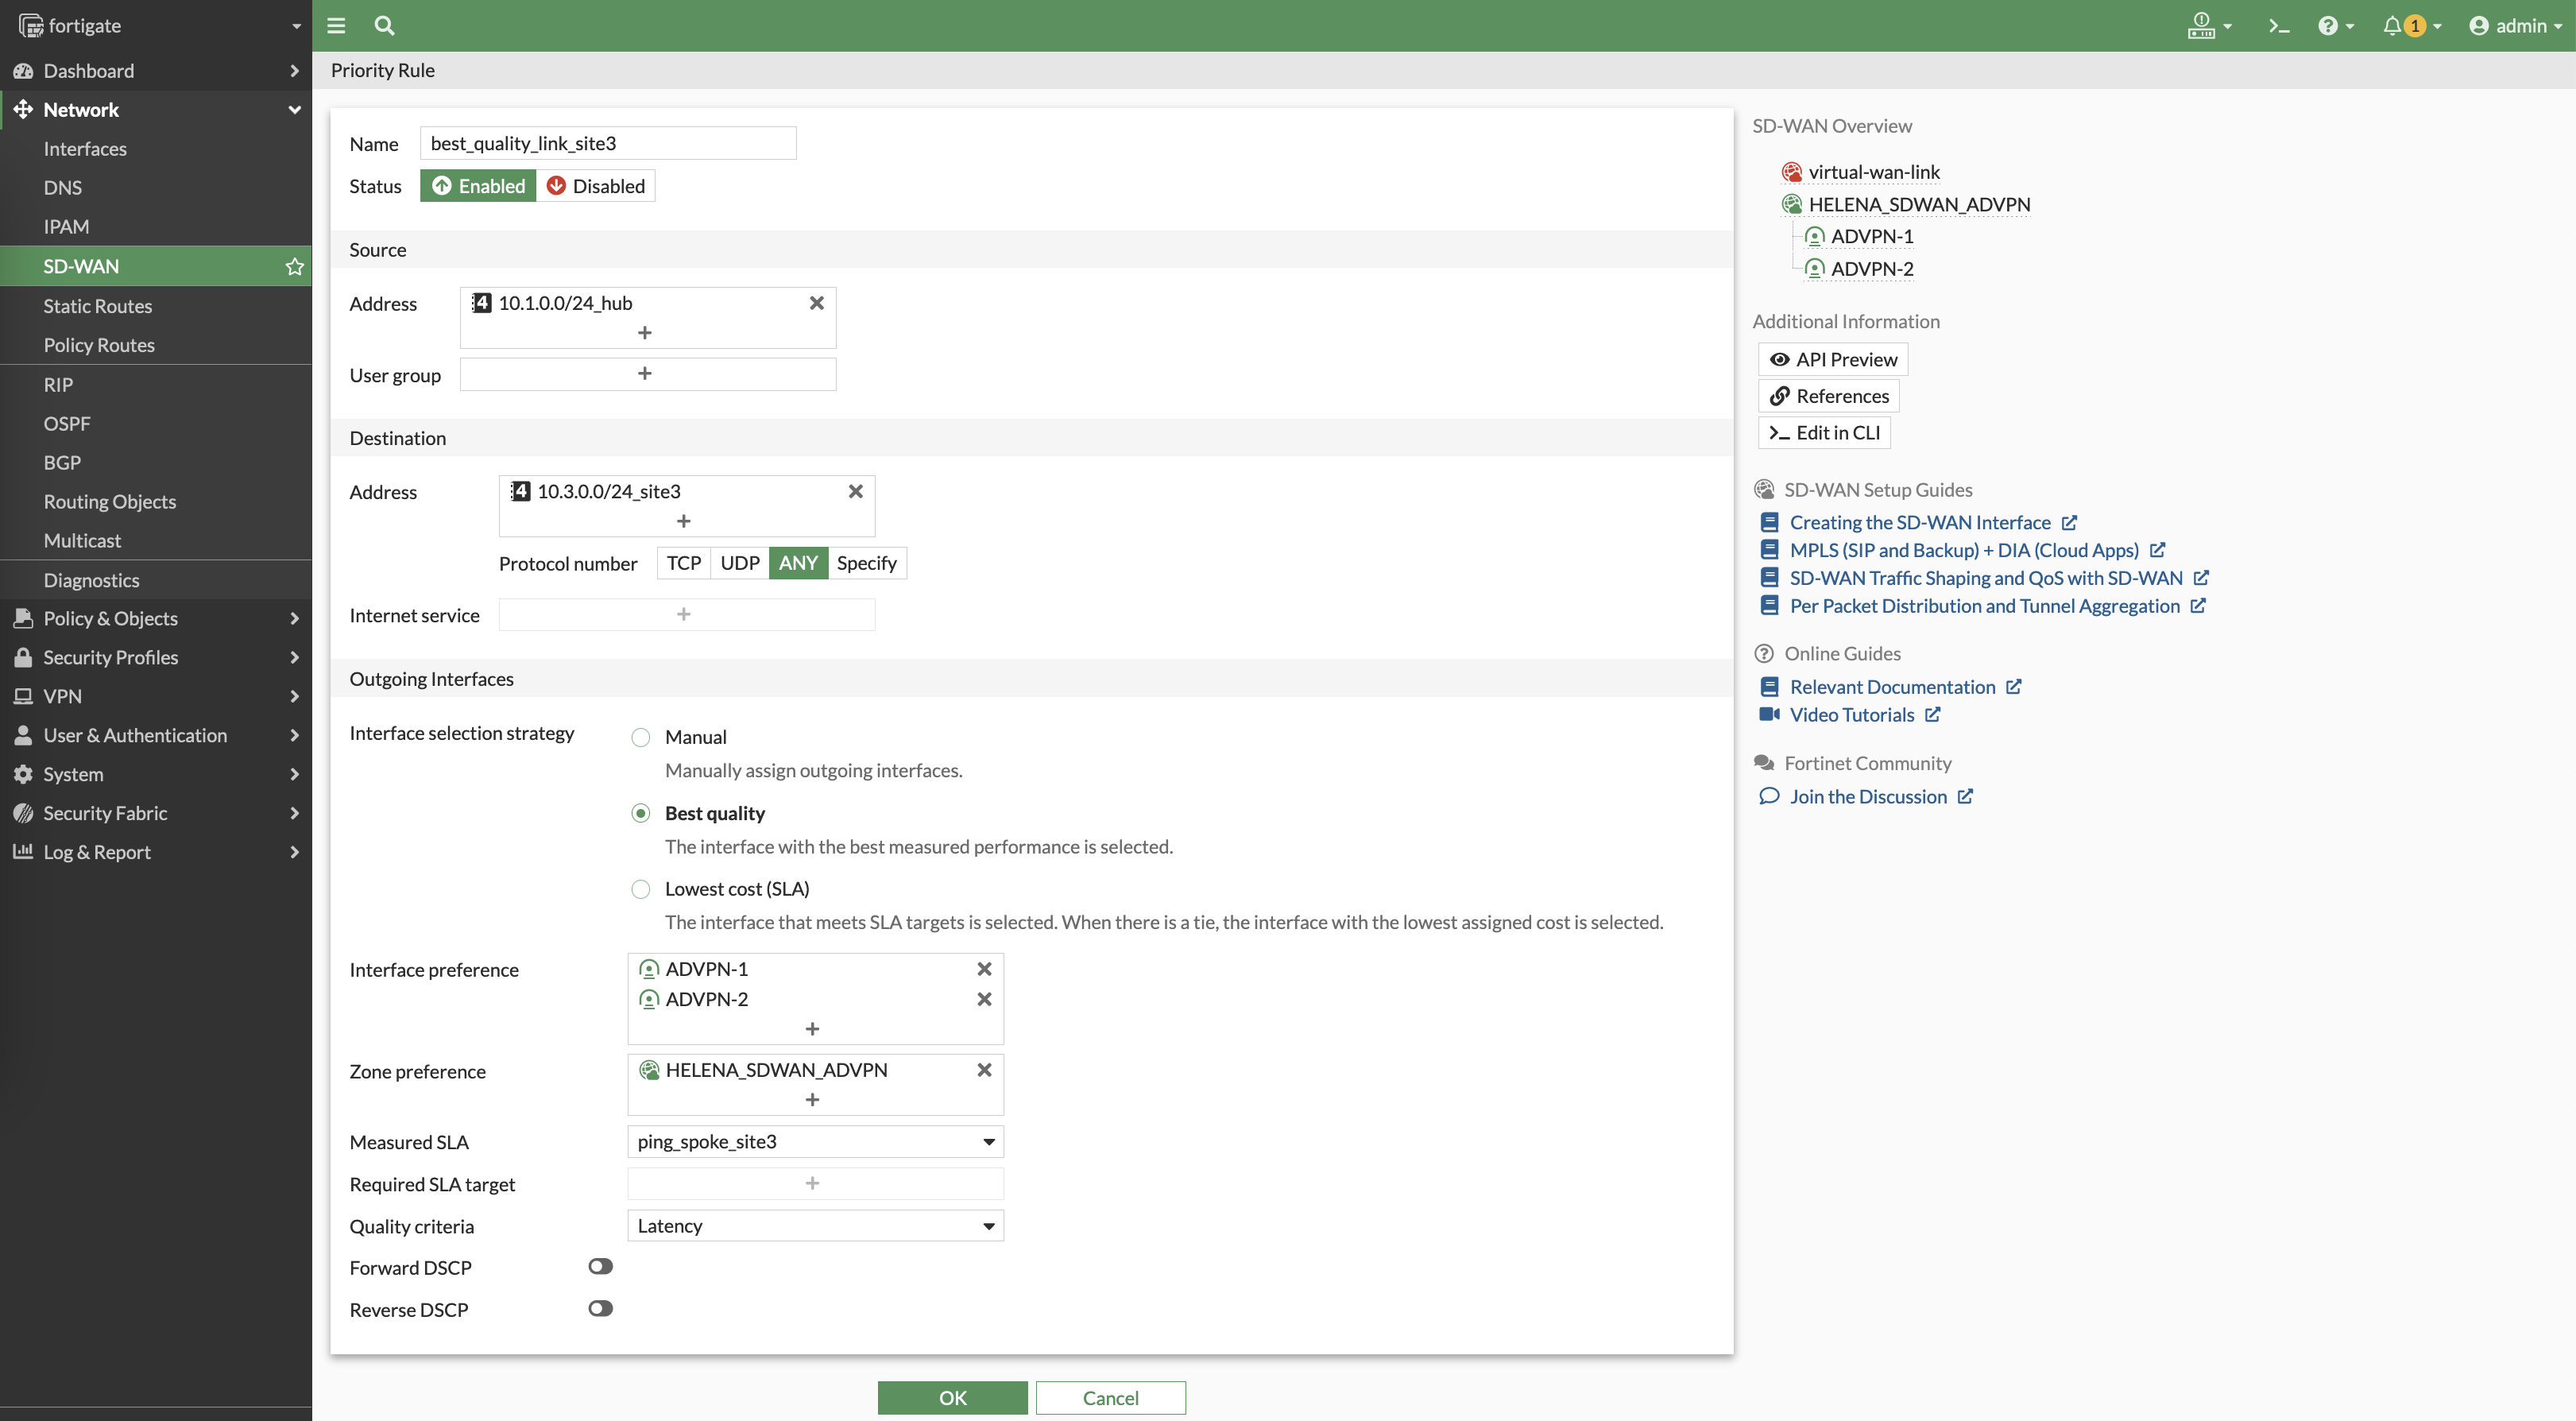 fortigate
1
admin
Dashboard
Network
Interfaces
DNS
IPAM
SD-WAN
Static Routes
Policy Routes
RIP
OSPF
BGP
Routing Objects
Multicast
Diagnostics
Policy & Objects
Security Profiles
VPN
User & Authentication
System
Security Fabric
Log & Report
Priority Rule
Name best_quality_link_site3
Status Enabled Disabled
Source
Address 4 10.1.0.0/24_hub
User group
Destination
Address 4 10.3.0.0/24_site3
Protocol number TCP UDP ANY Specify
Internet service
Outgoing Interfaces
Interface selection strategy Manual
Manually assign outgoing interfaces.
Best quality
The interface with the best measured performance is selected.
Lowest cost (SLA)
The interface that meets SLA targets is selected. When there is a tie, the interface with the lowest assigned cost is selected.
Interface preference ADVPN-1
ADVPN-2
Zone preference HELENA_SDWAN_ADVPN
Measured SLA ping_spoke_site3
Required SLA target
Quality criteria Latency
Forward DSCP
Reverse DSCP
OK Cancel
SD-WAN Overview
virtual-wan-link
HELENA_SDWAN_ADVPN
ADVPN-1
ADVPN-2
Additional Information
API Preview
References
Edit in CLI
SD-WAN Setup Guides
Creating the SD-WAN Interface
MPLS (SIP and Backup) + DIA (Cloud Apps)
SD-WAN Traffic Shaping and QoS with SD-WAN
Per Packet Distribution and Tunnel Aggregation
Online Guides
Relevant Documentation
Video Tutorials
Fortinet Community
Join the Discussion